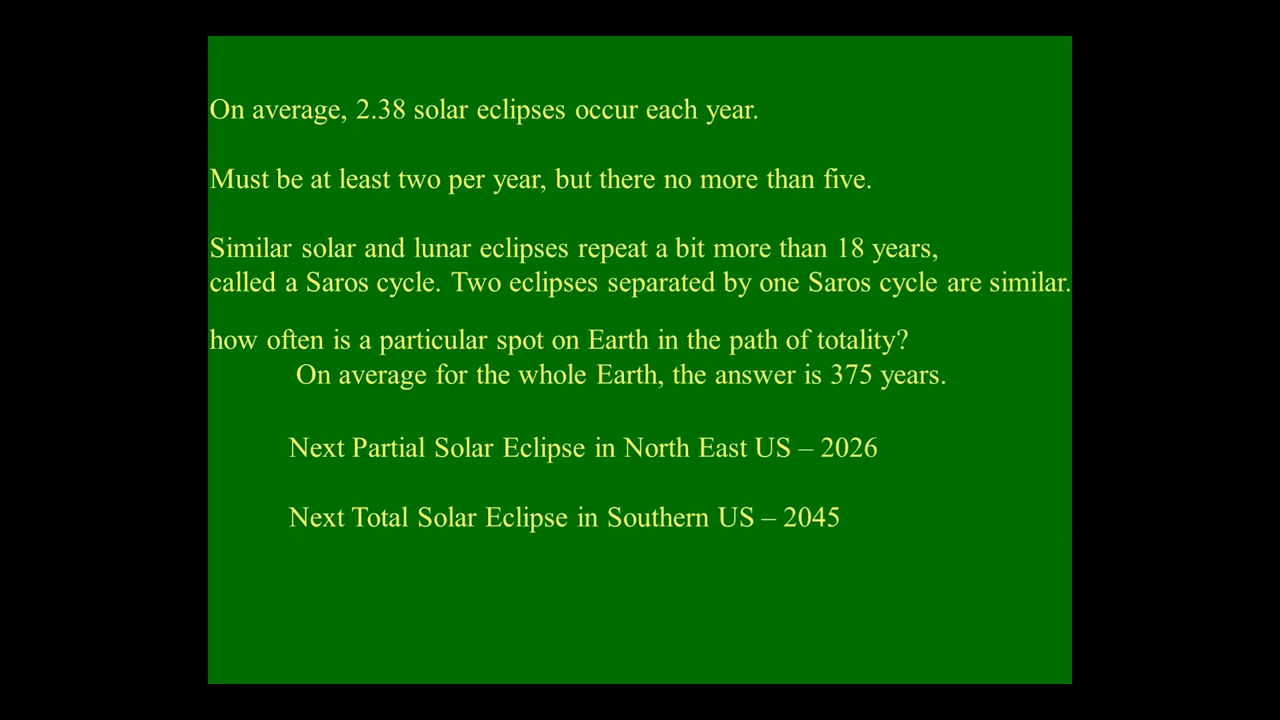 On average, 2.38 solar eclipses occur each year.
Must be at least two per year, but there no more than five.
Similar solar and lunar eclipses repeat a bit more than 18 years,
called a Saros cycle. Two eclipses separated by one Saros cycle are similar.
how often is a particular spot on Earth in the path of totality?
On average for the whole Earth, the answer is 375 years.
Next Partial Solar Eclipse in North East US – 2026
Next Total Solar Eclipse in Southern US – 2045